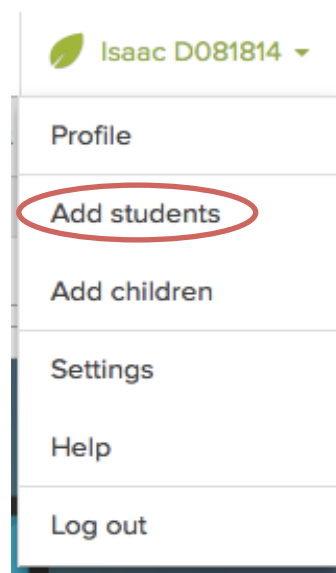 Isaac D081814
Profile
Add students
Add children
Settings
Help
Log out